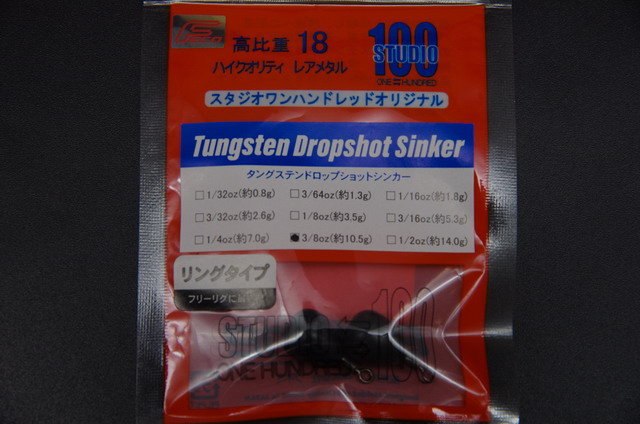 高比重 18
ハイクオリティ レアメタル
100
STUDIO
ONE HUNDRED
スタジオワンハンドレッドオリジナル
Tungsten Dropshot Sinker
タングステンドロップショットシンカー
1/32oz(約0.8g) 3/64oz(約1.3g) 1/16oz(約1.8g)
3/32oz(約2.6g) 1/8oz(約3.5g) 3/16oz(約5.3g)
1/4oz(約7.0g) 3/8oz(約10.5g) 1/2oz(約14.0g)
リングタイプ
フリーリグに
100
STUDIO
ONE HUNDRED